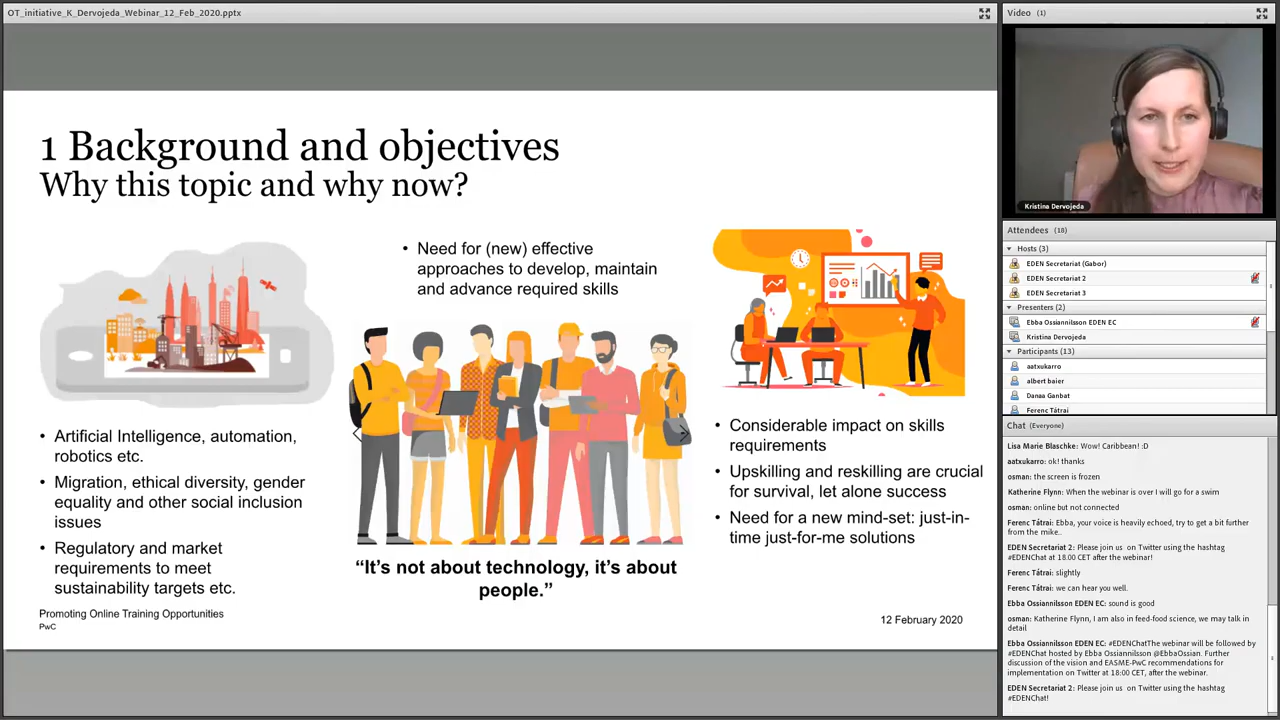 OT_initiative_K_Dervojeda_Webinar_12_Feb_2020.pptx
1 Background and objectives
Why this topic and why now?
• Artificial Intelligence, automation,
robotics etc.
• Migration, ethical diversity, gender
equality and other social inclusion
issues
• Regulatory and market
requirements to meet
sustainability targets etc.
• Need for (new) effective
approaches to develop, maintain
and advance required skills
“It’s not about technology, it’s about
people.”
• Considerable impact on skills
requirements
• Upskilling and reskilling are crucial
for survival, let alone success
• Need for a new mind-set: just-in-
time just-for-me solutions
Promoting Online Training Opportunities
PwC
12 February 2020
Video (1)
Kristina Dervojeda
Attendees (18)
Hosts (3)
EDEN Secretariat (Gabor)
EDEN Secretariat 2
EDEN Secretariat 3
Presenters (2)
Ebba Ossiannilsson EDEN EC
Kristina Dervojeda
Participants (13)
aatxukarro
albert baier
Danaa Ganbat
Ferenc Tátrai
Chat (Everyone)
Lisa Marie Blaschke: Wow! Caribbean! :D
aatxukarro: ok! thanks
osman: the screen is frozen
Katherine Flynn: When the webinar is over I will go for a swim
osman: online but not connected
Ferenc Tátrai: Ebba, your voice is heavily echoed, try to get a bit further
from the mike..
EDEN Secretariat 2: Please join us on Twitter using the hashtag
#EDENChat at 18.00 CET after the webinar!
Ferenc Tátrai: slightly
Ferenc Tátrai: we can hear you well.
Ebba Ossiannilsson EDEN EC: sound is good
osman: Katherine Flynn, I am also in feed-food science, we may talk in
detail
Ebba Ossiannilsson EDEN EC: #EDENChatThe webinar will be followed by
#EDENChat hosted by Ebba Ossiannilsson @EbbaOssian. Further
discussion of the vision and EASME-PwC recommendations for
implementation on Twitter at 18:00 CET, after the webinar.
EDEN Secretariat 2: Please join us on Twitter using the hashtag
#EDENChat!